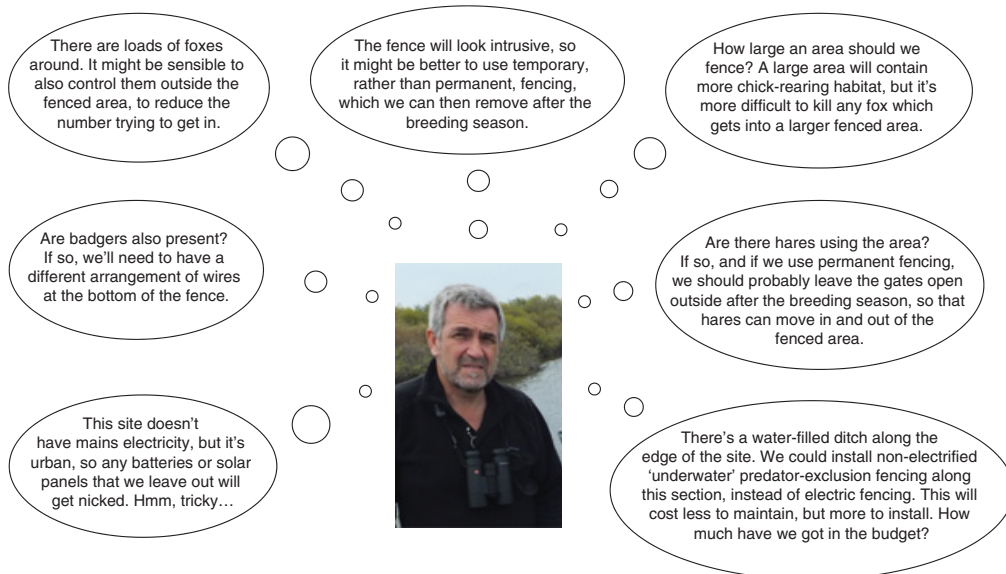 There are loads of foxes
around. It might be sensible to
also control them outside the
fenced area, to reduce the
number trying to get in.
The fence will look intrusive, so
it might be better to use temporary,
rather than permanent, fencing,
which we can then remove after the
breeding season.
How large an area should we
fence? A large area will contain
more chick-rearing habitat, but it’s
more difficult to kill any fox which
gets into a larger fenced area.
Are badgers also present?
If so, we’ll need to have a
different arrangement of wires
at the bottom of the fence.
Are there hares using the area?
If so, and if we use permanent fencing,
we should probably leave the gates open
outside after the breeding season, so that
hares can move in and out of the
fenced area.
This site doesn’t
have mains electricity, but it’s
urban, so any batteries or solar
panels that we leave out will
get nicked. Hmm, tricky…
There’s a water-filled ditch along the
edge of the site. We could install non-electrified
‘underwater’ predator-exclusion fencing along
this section, instead of electric fencing. This will
cost less to maintain, but more to install. How
much have we got in the budget?